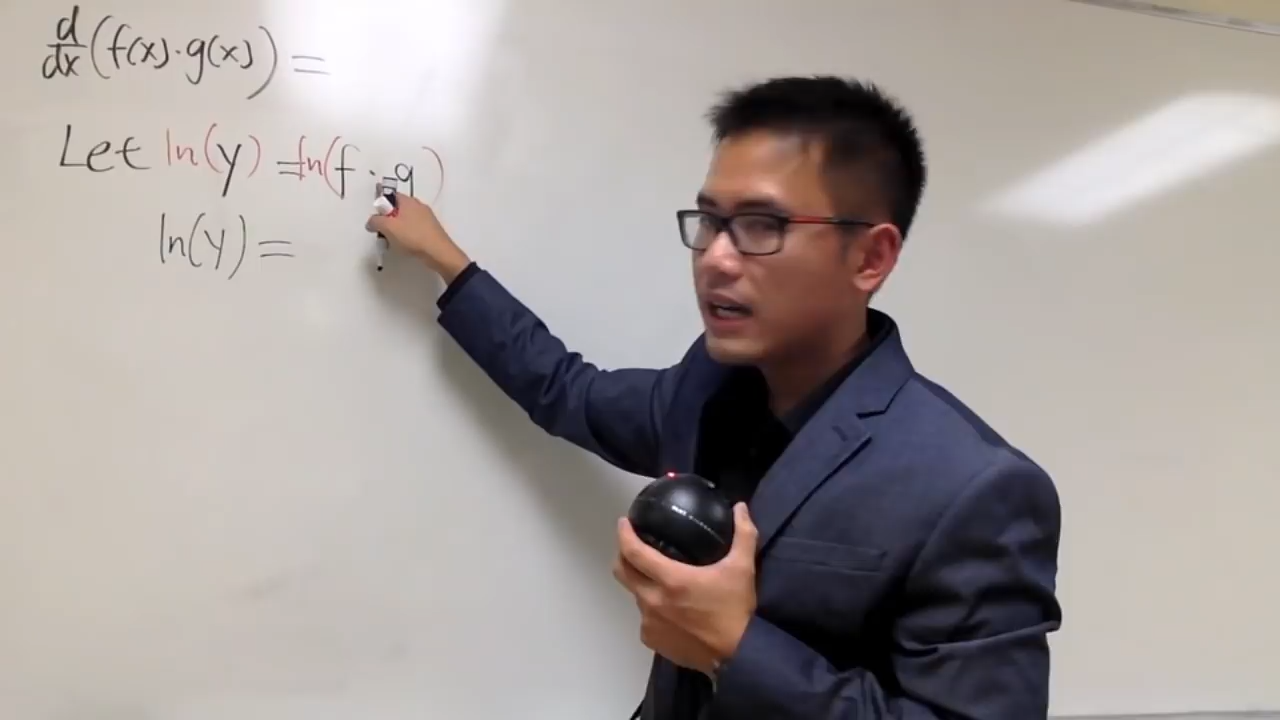 d/dx (f(x)·g(x)) =
Let ln(y) = ln(f · g)
ln(y) =